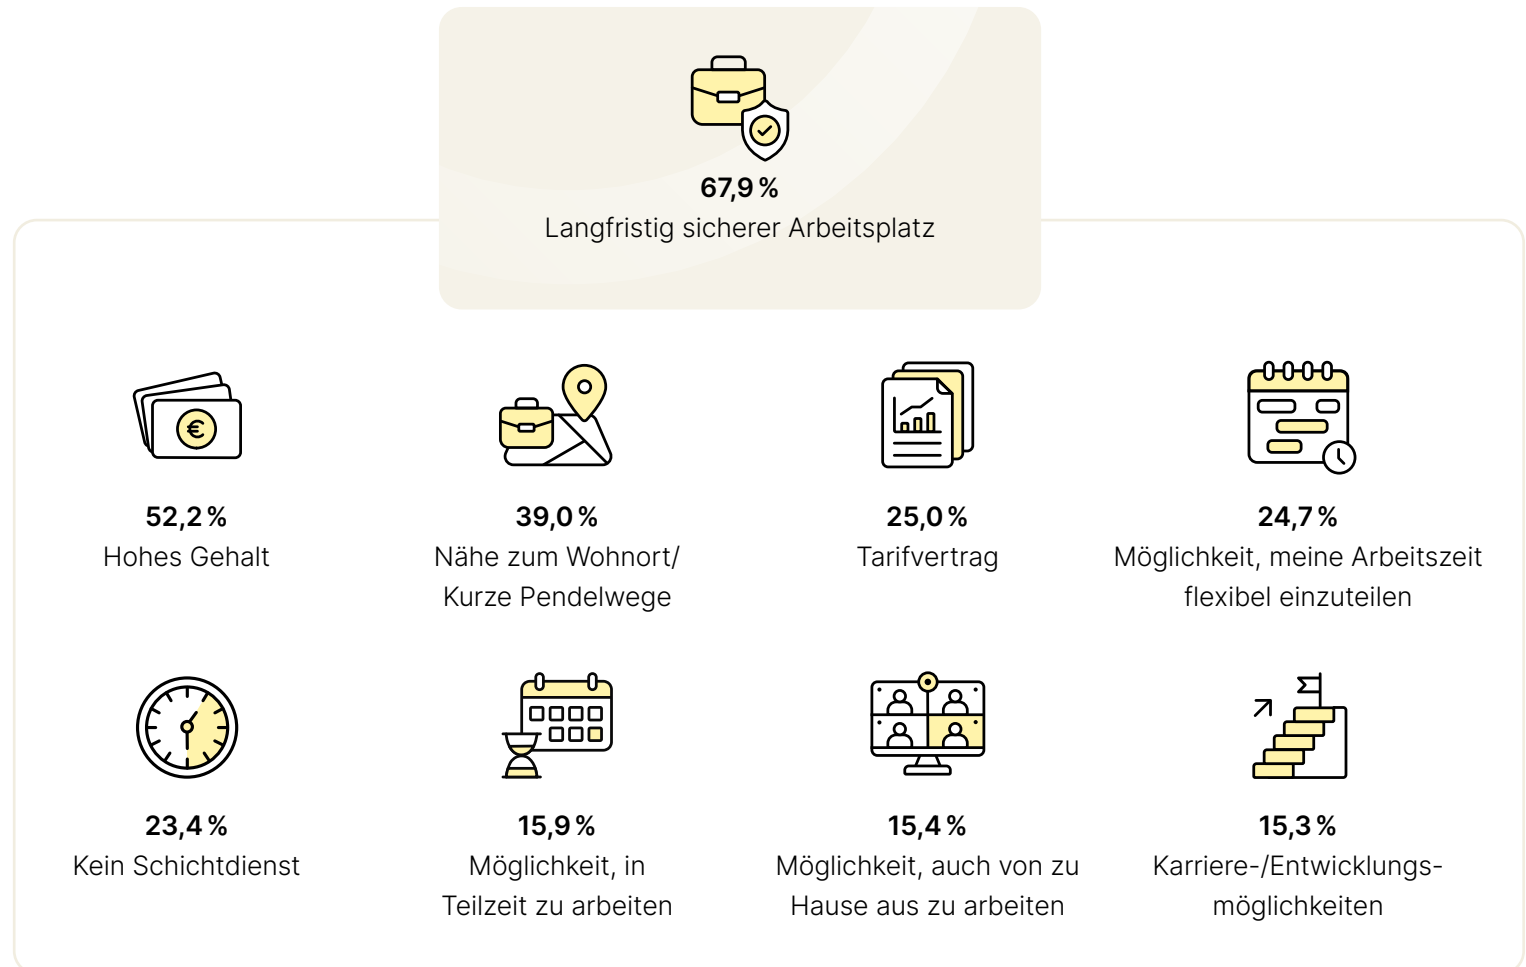 67,9 %
Langfristig sicherer Arbeitsplatz
52,2 %
Hohes Gehalt
39,0 %
Nähe zum Wohnort/
Kurze Pendelwege
25,0 %
Tarifvertrag
24,7 %
Möglichkeit, meine Arbeitszeit
flexibel einzuteilen
23,4 %
Kein Schichtdienst
15,9 %
Möglichkeit, in
Teilzeit zu arbeiten
15,4 %
Möglichkeit, auch von zu
Hause aus zu arbeiten
15,3 %
Karriere-/Entwicklungs-
möglichkeiten